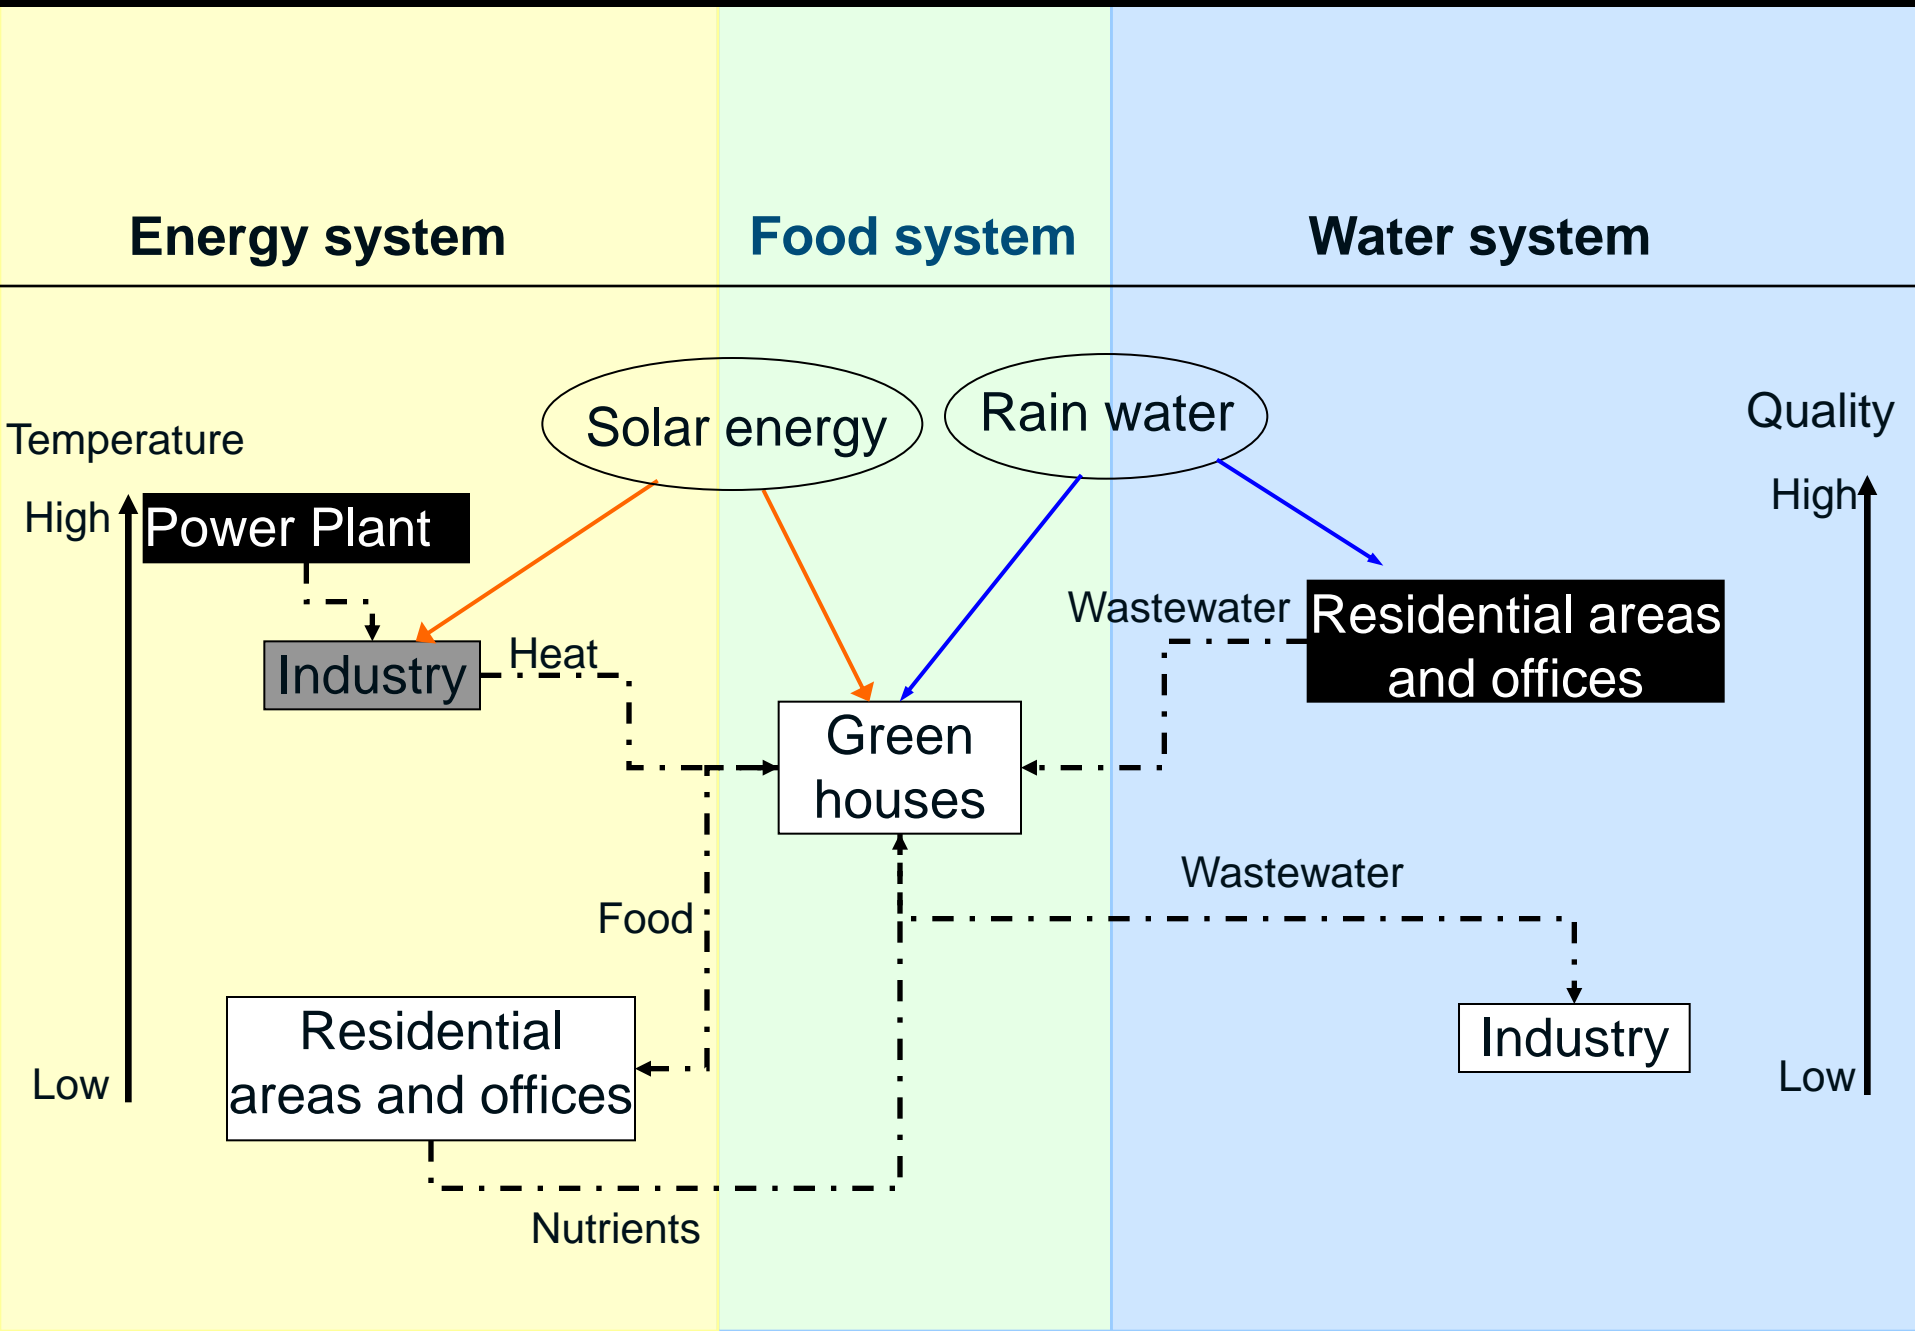 Energy system
Food system
Water system
Solar energy
Rain water
Temperature
Quality
High
Power Plant
High
Wastewater
Residential areas
and offices
Industry
Heat
Green
houses
Wastewater
Food
Residential
areas and offices
Industry
Low
Low
Nutrients